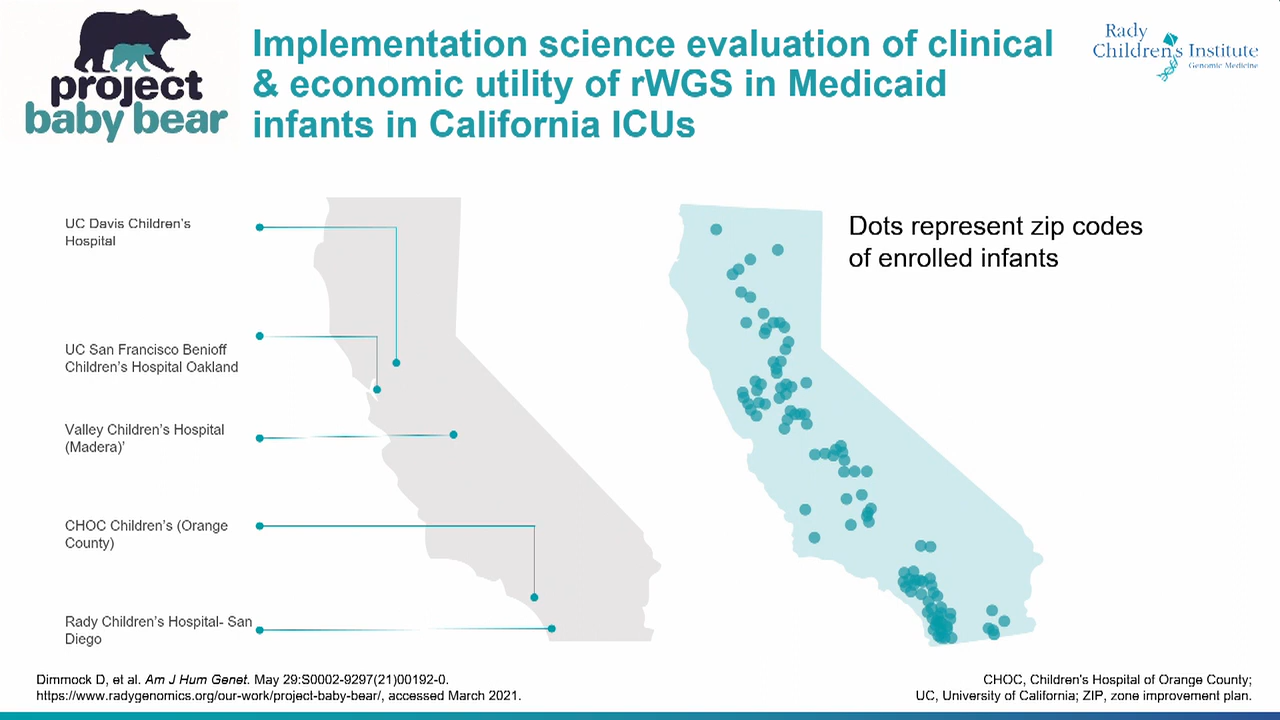 project
baby bear
Implementation science evaluation of clinical
& economic utility of rWGS in Medicaid
infants in California ICUs
Rady
Children's Institute
Genomic Medicine
UC Davis Children's
Hospital
UC San Francisco Benioff
Children's Hospital Oakland
Valley Children's Hospital
(Madera)'
CHOC Children's (Orange
County)
Rady Children's Hospital- San
Diego
Dots represent zip codes
of enrolled infants
Dimmock D, et al. Am J Hum Genet. May 29:S0002-9297(21)00192-0.
https://www.radygenomics.org/our-work/project-baby-bear/, accessed March 2021.
CHOC, Children's Hospital of Orange County;
UC, University of California; ZIP, zone improvement plan.